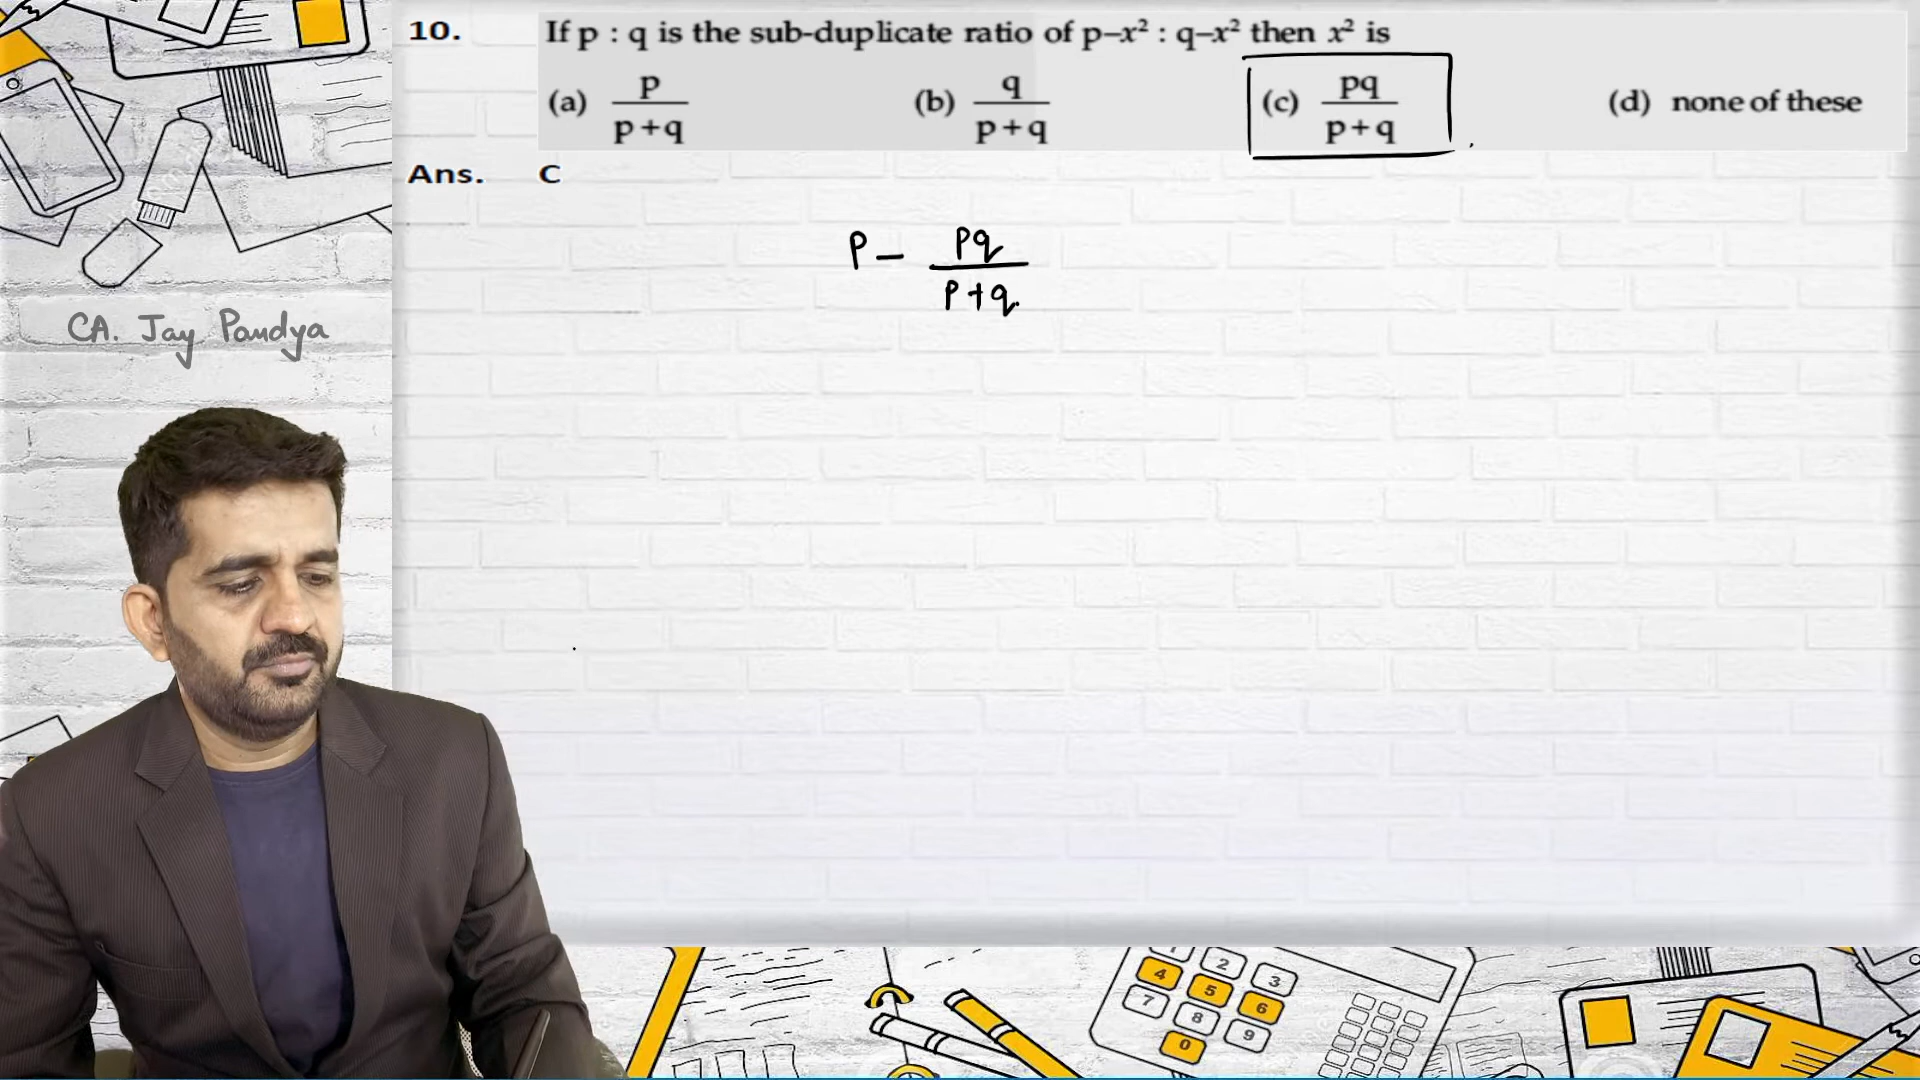 10. If p : q is the sub-duplicate ratio of p–x² : q–x² then x² is
(a) p/(p+q) (b) q/(p+q) (c) pq/(p+q) (d) none of these
Ans. C
P – Pq/(P+q)
CA. Jay Pandya
1 2 3
4 5 6
7 8 9
0